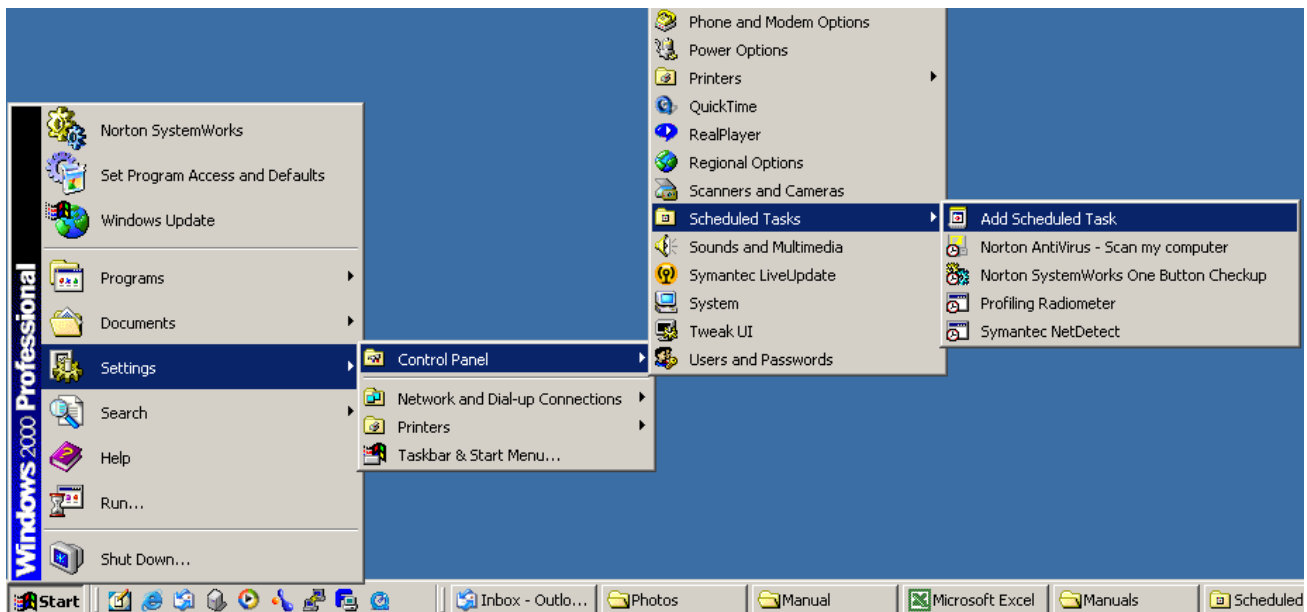 Norton SystemWorks
Set Program Access and Defaults
Windows Update
Programs
Documents
Settings
Search
Help
Run...
Shut Down...
Windows 2000 Professional
Control Panel
Network and Dial-up Connections
Printers
Taskbar & Start Menu...
Phone and Modem Options
Power Options
Printers
QuickTime
RealPlayer
Regional Options
Scanners and Cameras
Scheduled Tasks
Sounds and Multimedia
Symantec LiveUpdate
System
Tweak UI
Users and Passwords
Add Scheduled Task
Norton AntiVirus - Scan my computer
Norton SystemWorks One Button Checkup
Profiling Radiometer
Symantec NetDetect
Start
Inbox - Outlo...
Photos
Manual
Microsoft Excel
Manuals
Scheduled